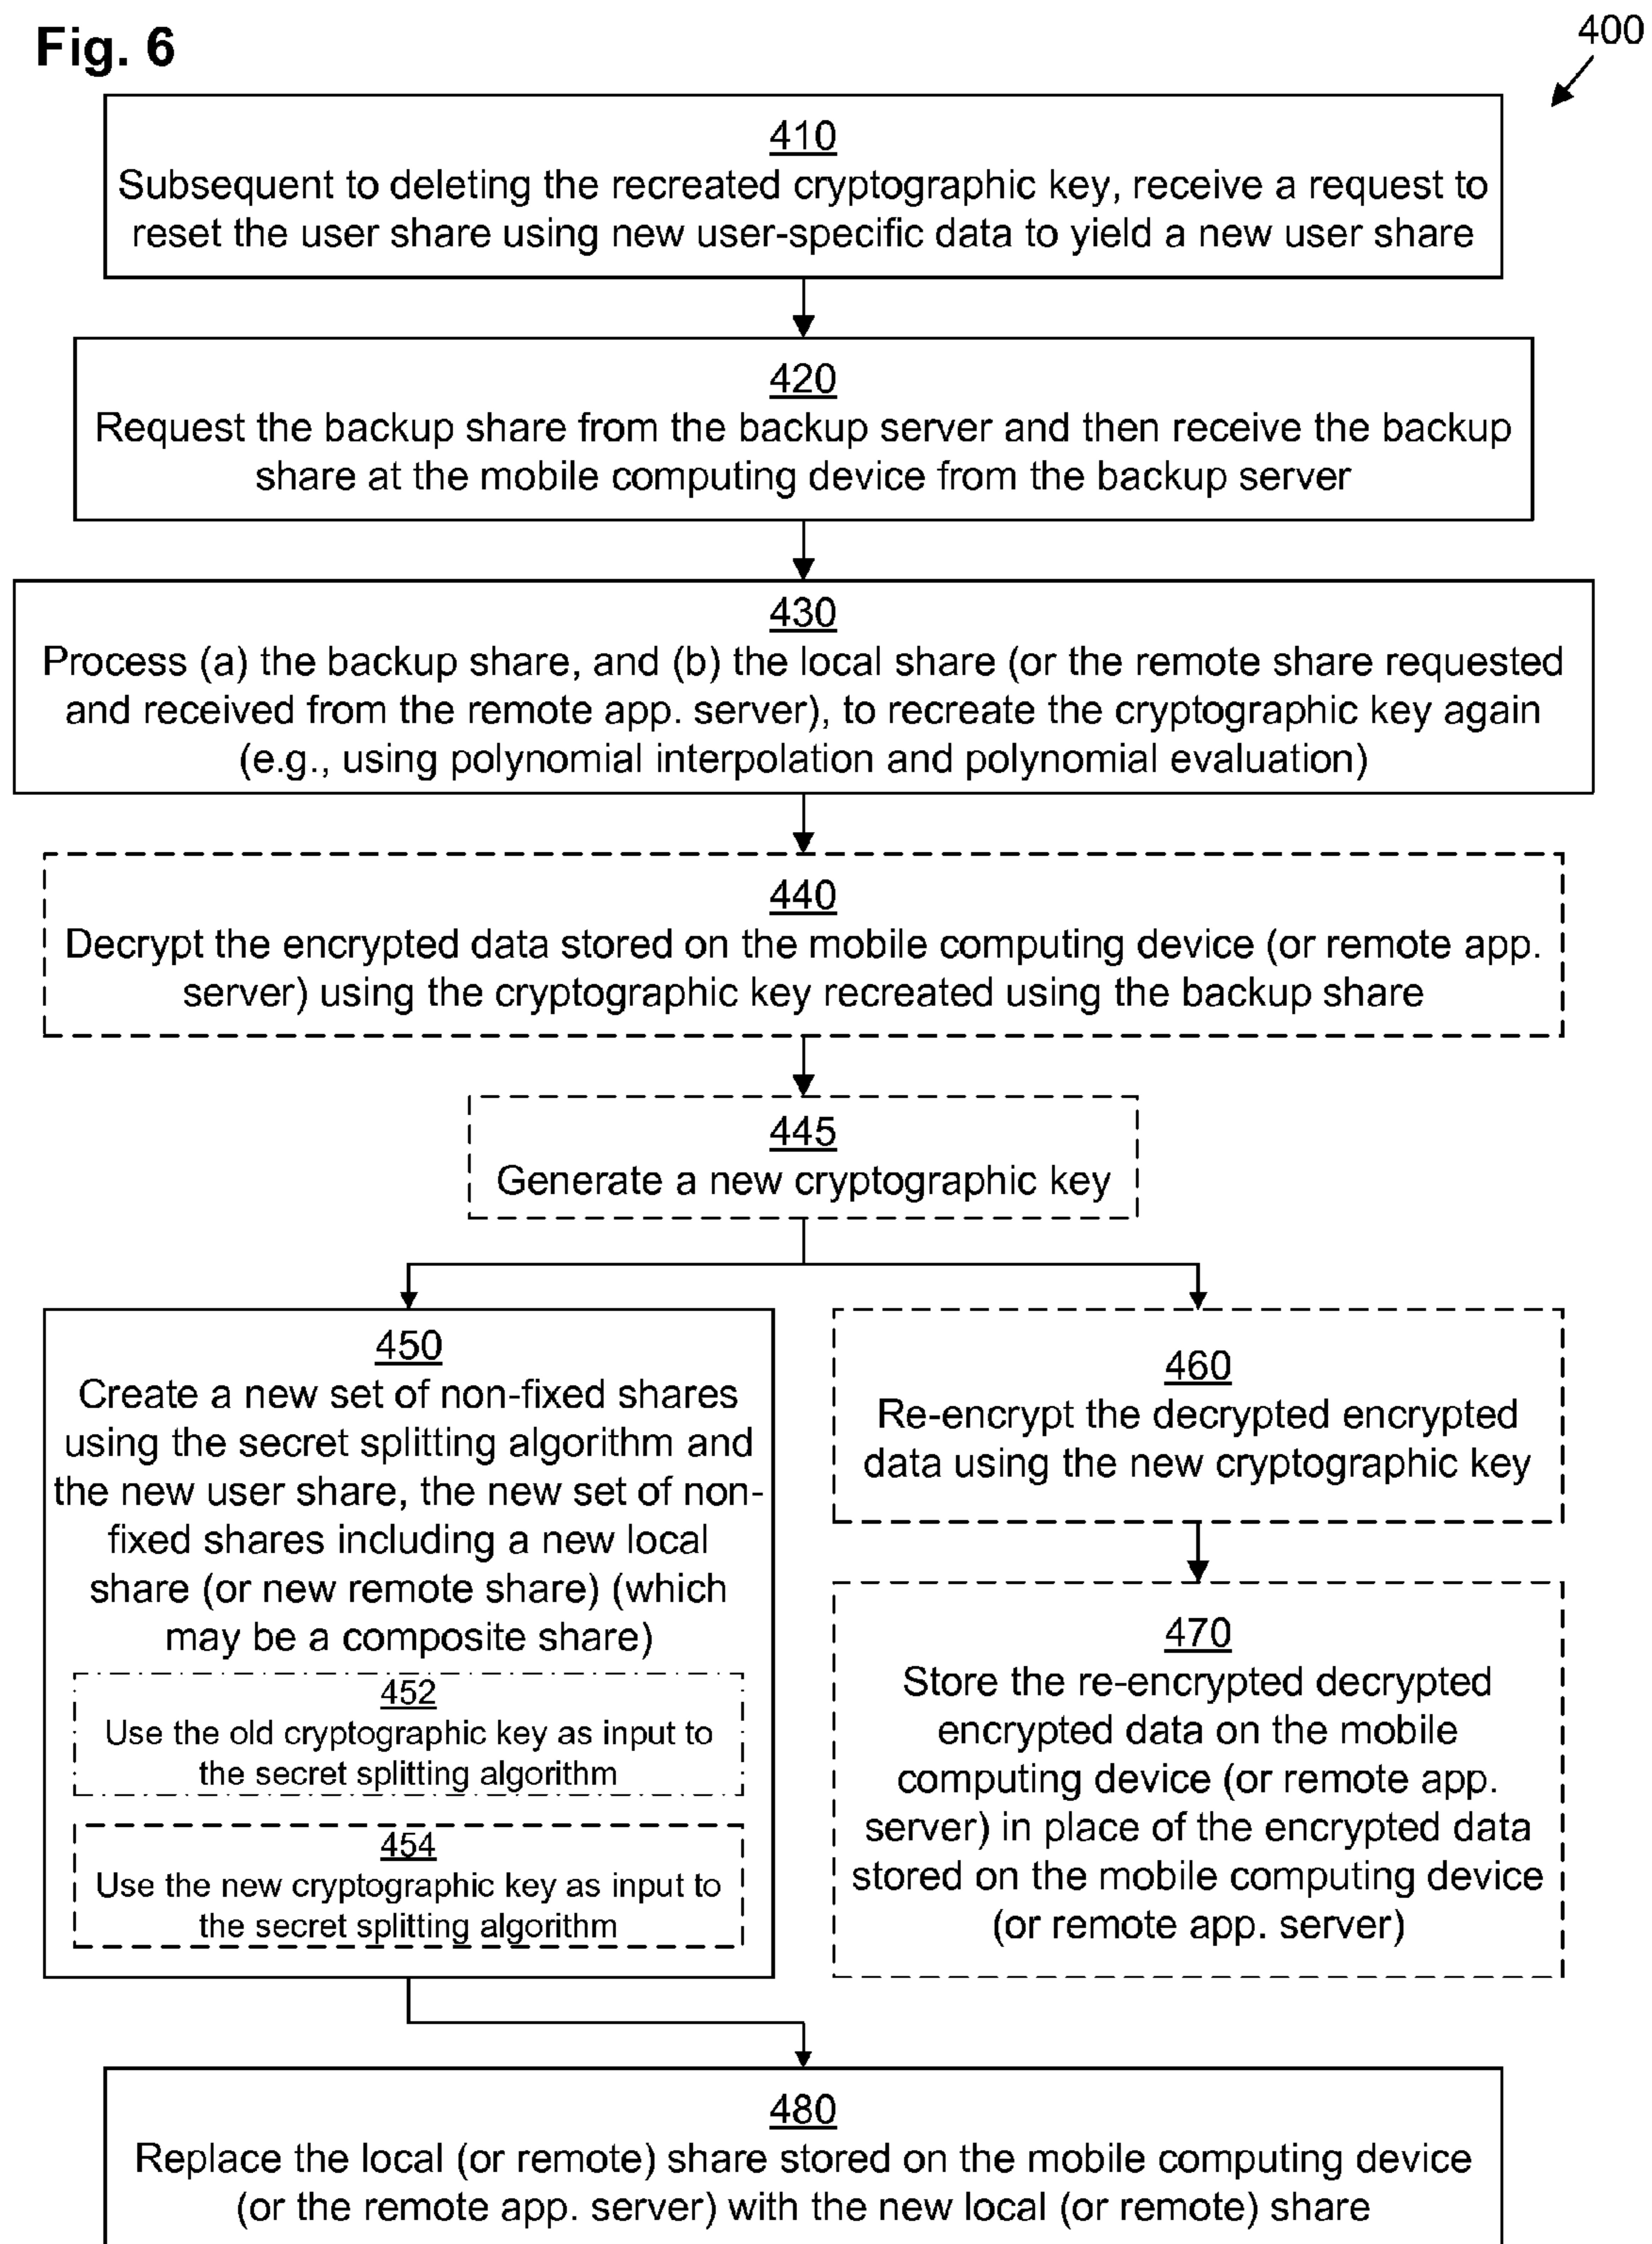 Fig. 6
400
410
Subsequent to deleting the recreated cryptographic key, receive a request to
reset the user share using new user-specific data to yield a new user share
420
Request the backup share from the backup server and then receive the backup
share at the mobile computing device from the backup server
430
Process (a) the backup share, and (b) the local share (or the remote share requested
and received from the remote app. server), to recreate the cryptographic key again
(e.g., using polynomial interpolation and polynomial evaluation)
440
Decrypt the encrypted data stored on the mobile computing device (or remote app.
server) using the cryptographic key recreated using the backup share
445
Generate a new cryptographic key
450
Create a new set of non-fixed shares
using the secret splitting algorithm and
the new user share, the new set of non-
fixed shares including a new local
share (or new remote share) (which
may be a composite share)
452
Use the old cryptographic key as input to
the secret splitting algorithm
454
Use the new cryptographic key as input to
the secret splitting algorithm
460
Re-encrypt the decrypted encrypted
data using the new cryptographic key
470
Store the re-encrypted decrypted
encrypted data on the mobile
computing device (or remote app.
server) in place of the encrypted data
stored on the mobile computing device
(or remote app. server)
480
Replace the local (or remote) share stored on the mobile computing device
(or the remote app. server) with the new local (or remote) share